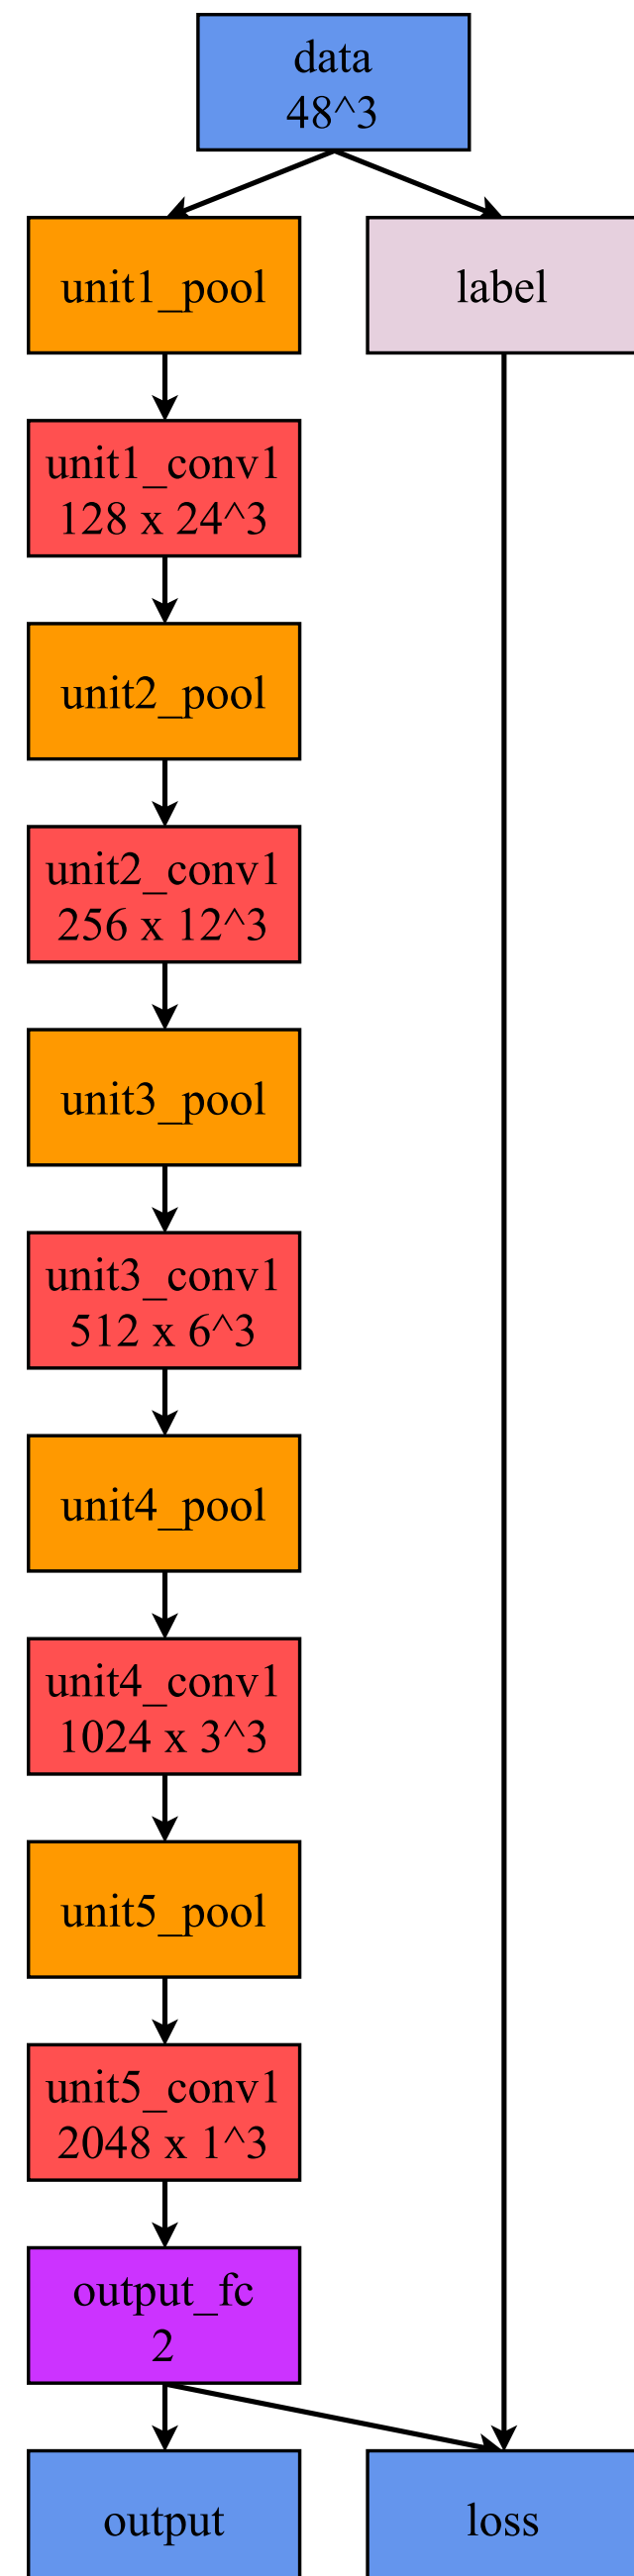 data
48^3
unit1_pool
label
unit1_conv1
128 x 24^3
unit2_pool
unit2_conv1
256 x 12^3
unit3_pool
unit3_conv1
512 x 6^3
unit4_pool
unit4_conv1
1024 x 3^3
unit5_pool
unit5_conv1
2048 x 1^3
output_fc
2
output
loss